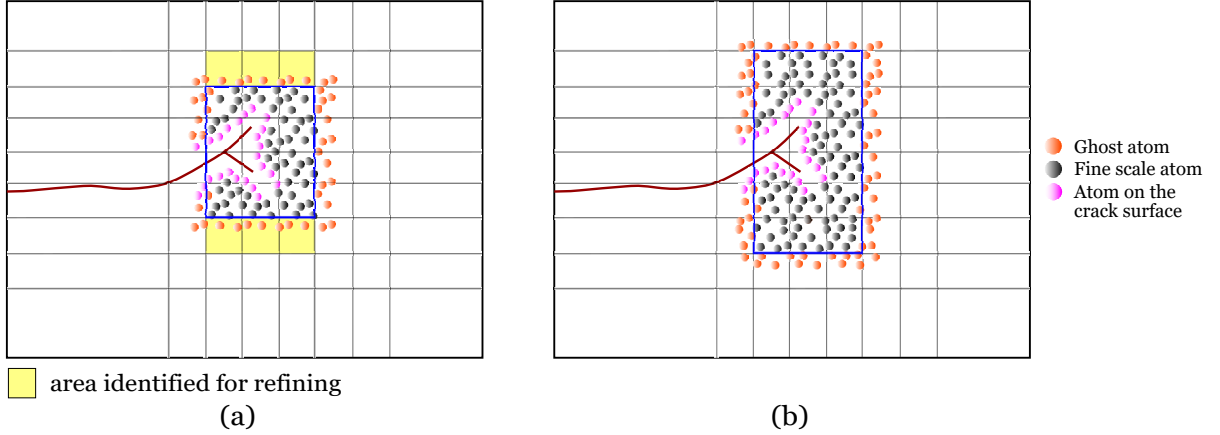 Ghost atom
Fine scale atom
Atom on the
crack surface
area identified for refining
(a)
(b)